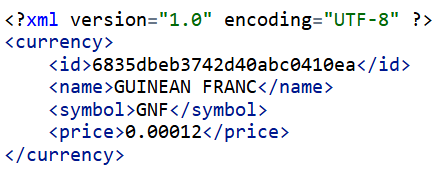 <?xml version="1.0" encoding="UTF-8" ?>
<currency>
<id>6835dbeb3742d40abc0410ea</id>
<name>GUINEAN FRANC</name>
<symbol>GNF</symbol>
<price>0.00012</price>
</currency>